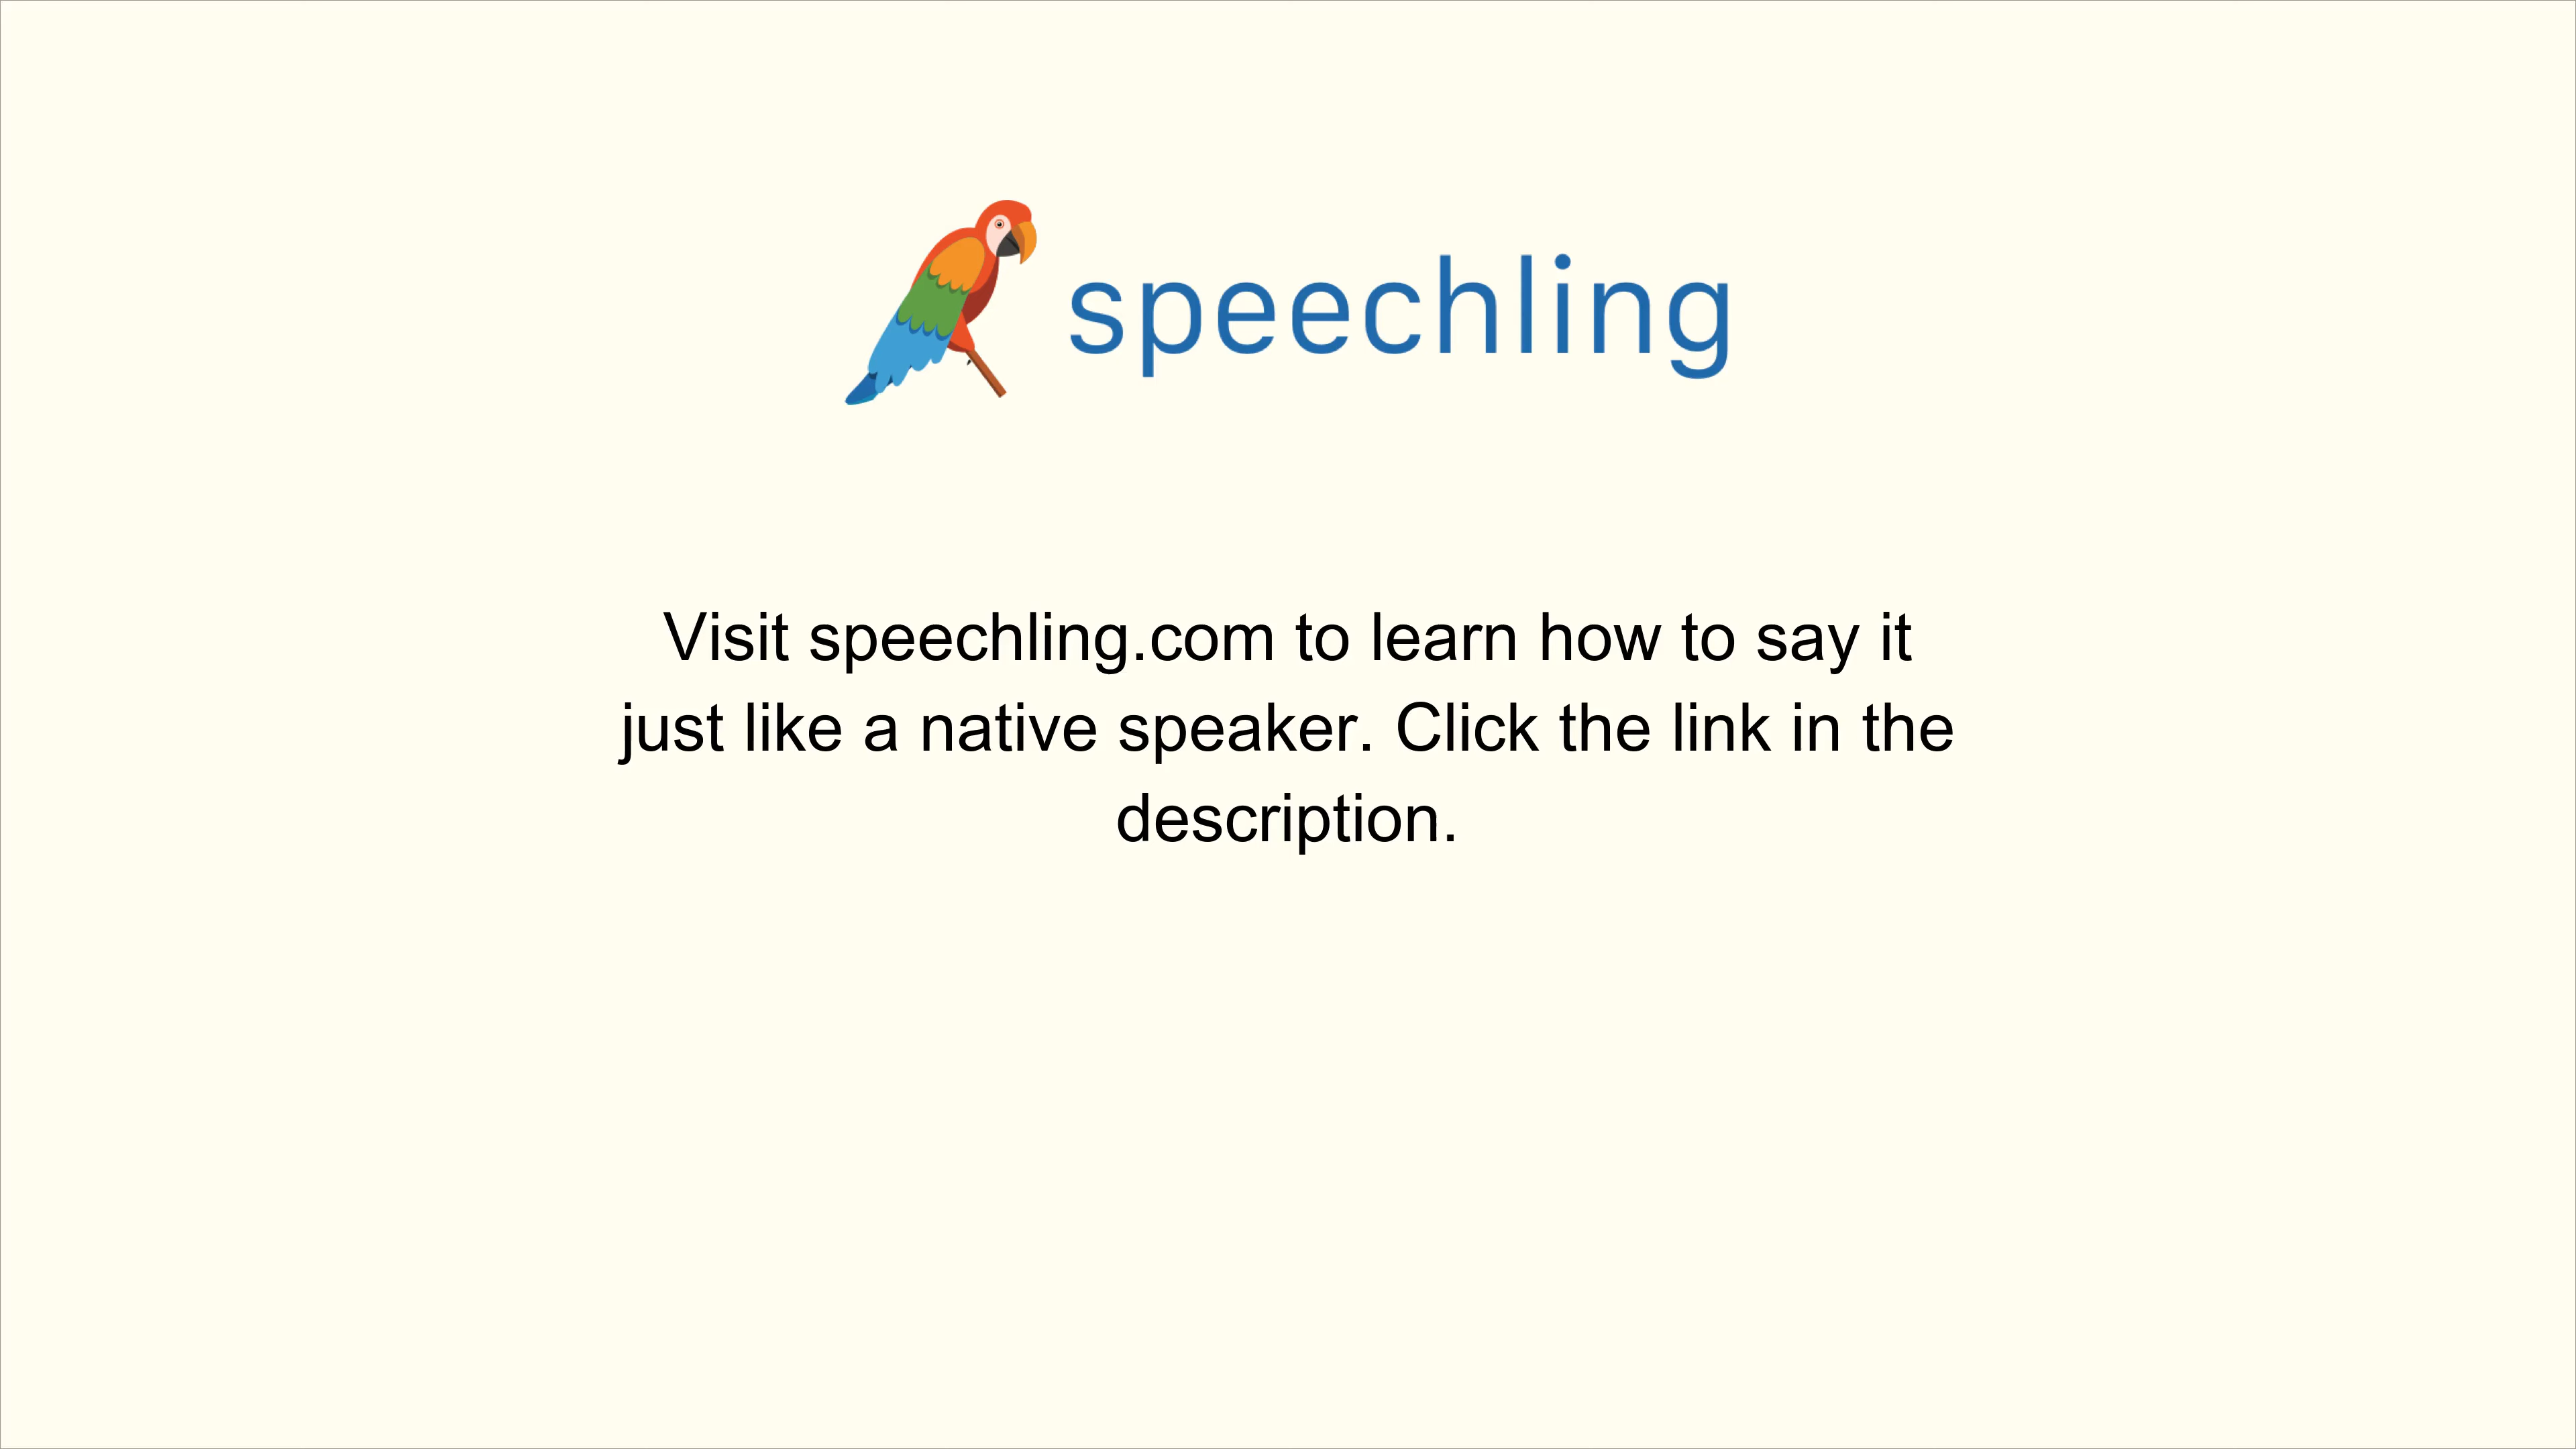 speechling
Visit speechling.com to learn how to say it
just like a native speaker. Click the link in the
description.